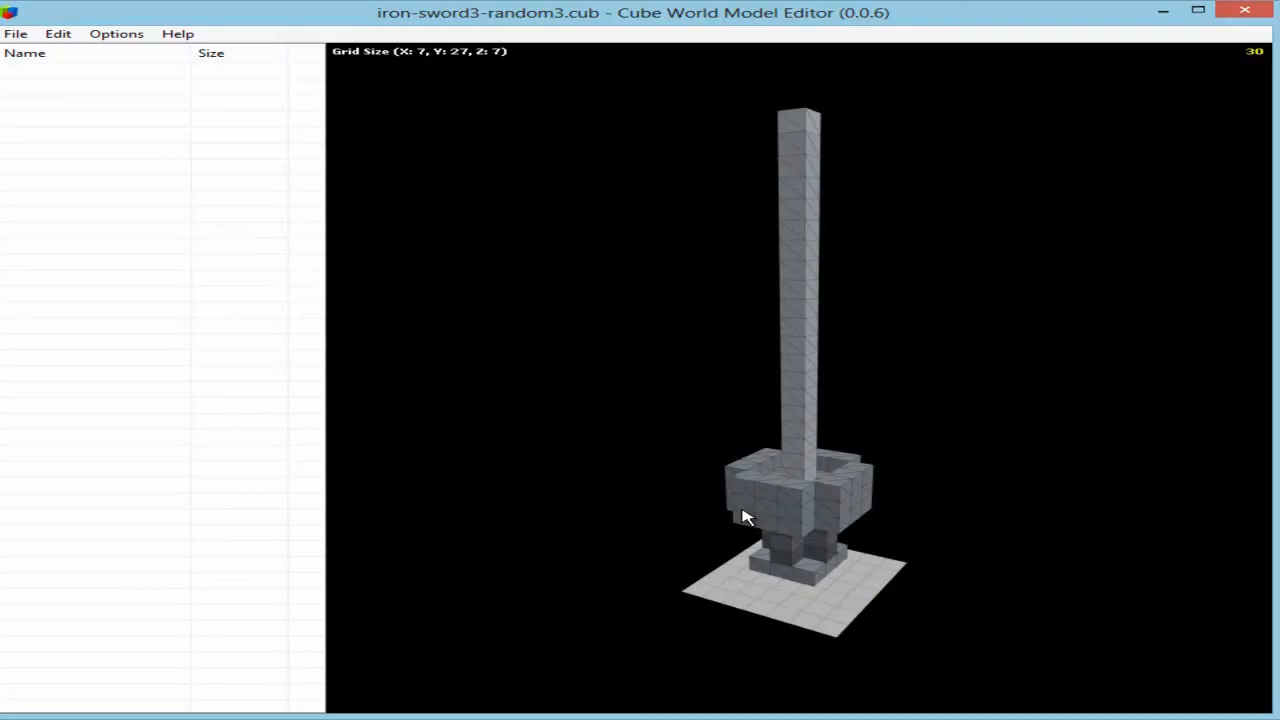 iron-sword3-random3.cub - Cube World Model Editor (0.0.6)
File Edit Options Help
Name Size
Grid Size (X: 7, Y: 27, Z: 7)
30